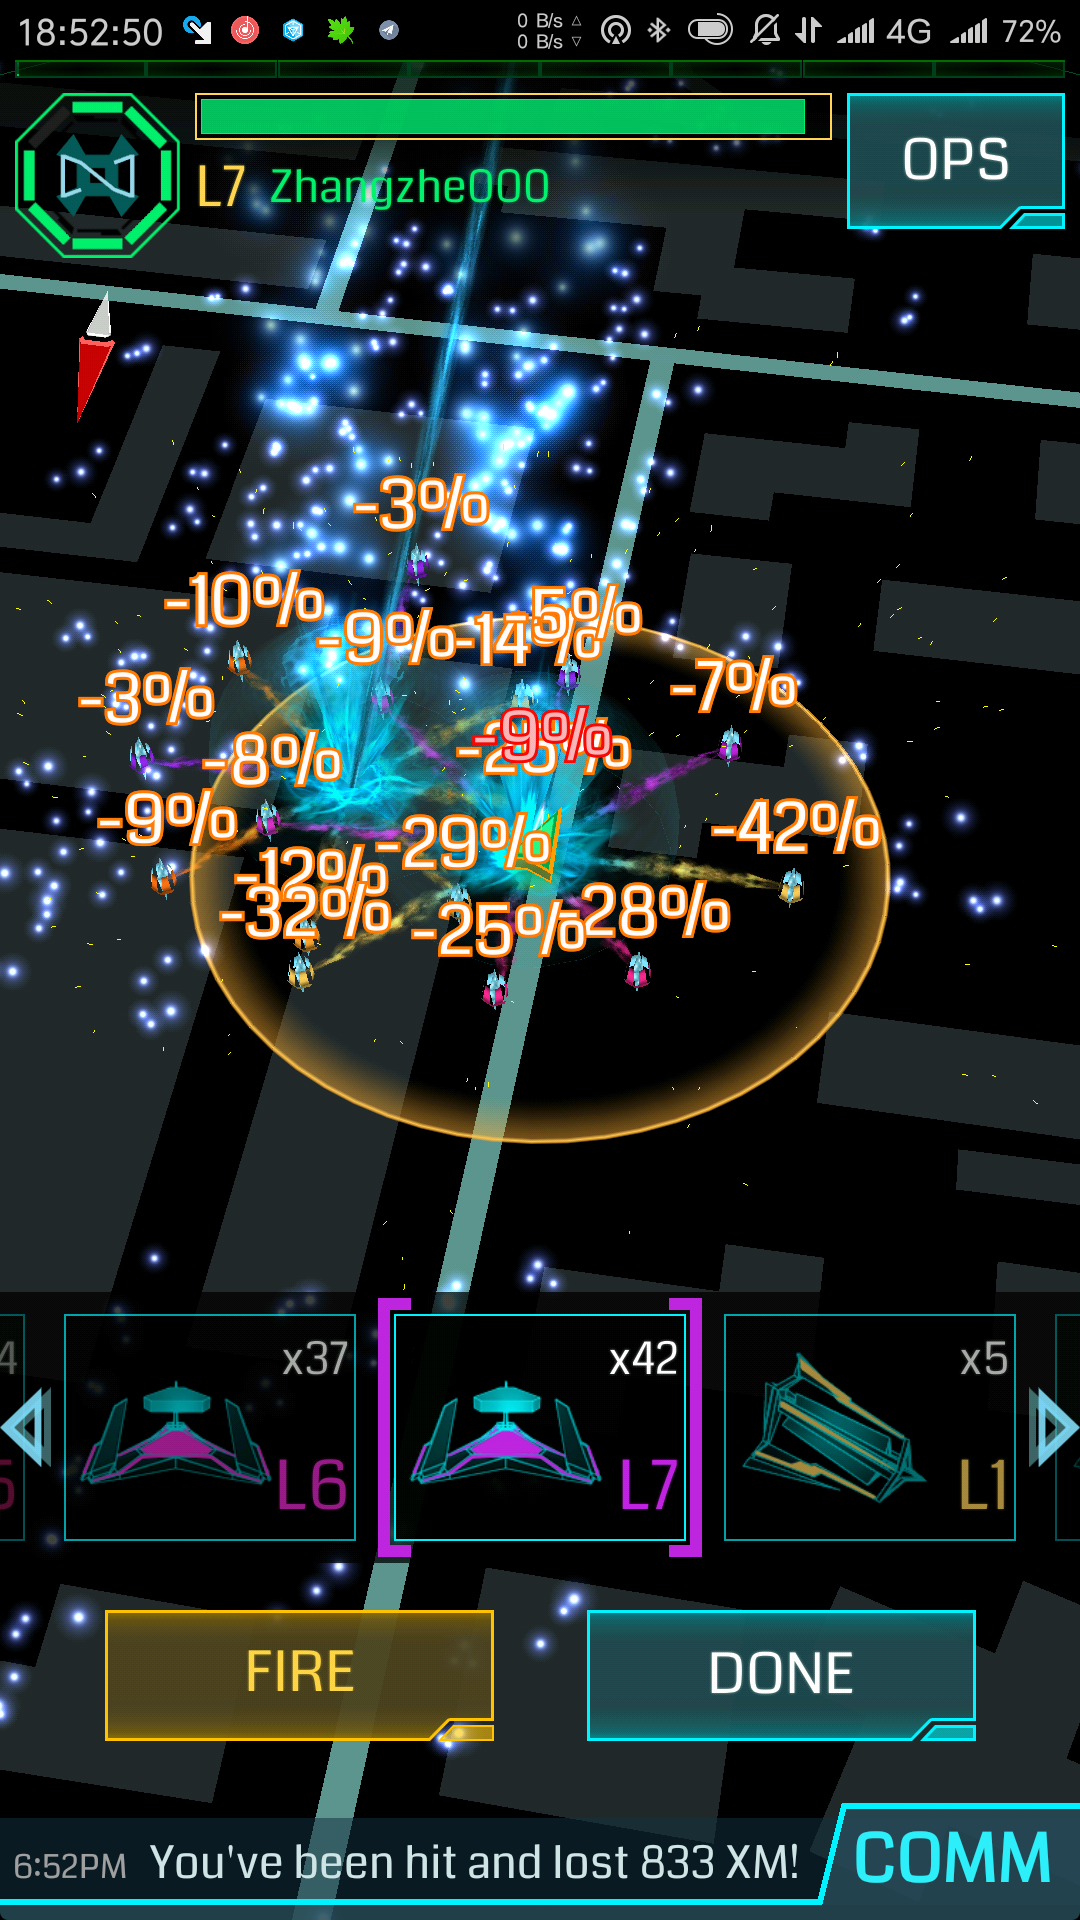 18:52:50
0 B/s
0 B/s
4G
72%
OPS
L7 Zhangzhe000
-3%
-10%
-5%
-9%
-14%
-7%
-3%
-9%
-8%
-9%
-42%
-29%
-12%
-32%
-28%
-25%
x37
L6
x42
L7
x5
L1
FIRE
DONE
6:52PM You've been hit and lost 833 XM!
COMM